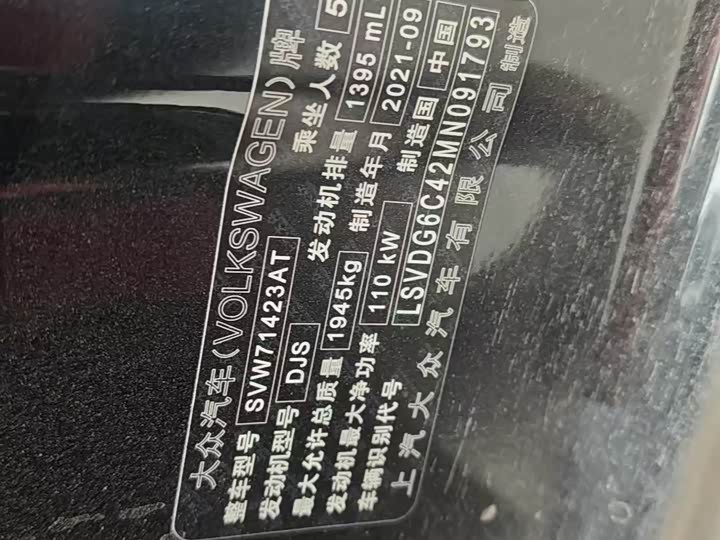 大众汽车(VOLKSWAGEN)牌
整车型号 SVW71423AT 乘坐人数 5
发动机型号 DJS 发动机排量 1395 mL
最大允许总质量 1945kg 制造年月 2021-09
发动机最大净功率 110 kW 制造国 中国
车辆识别代号 LSVDG6C42MN091793
上汽大众汽车有限公司 制造